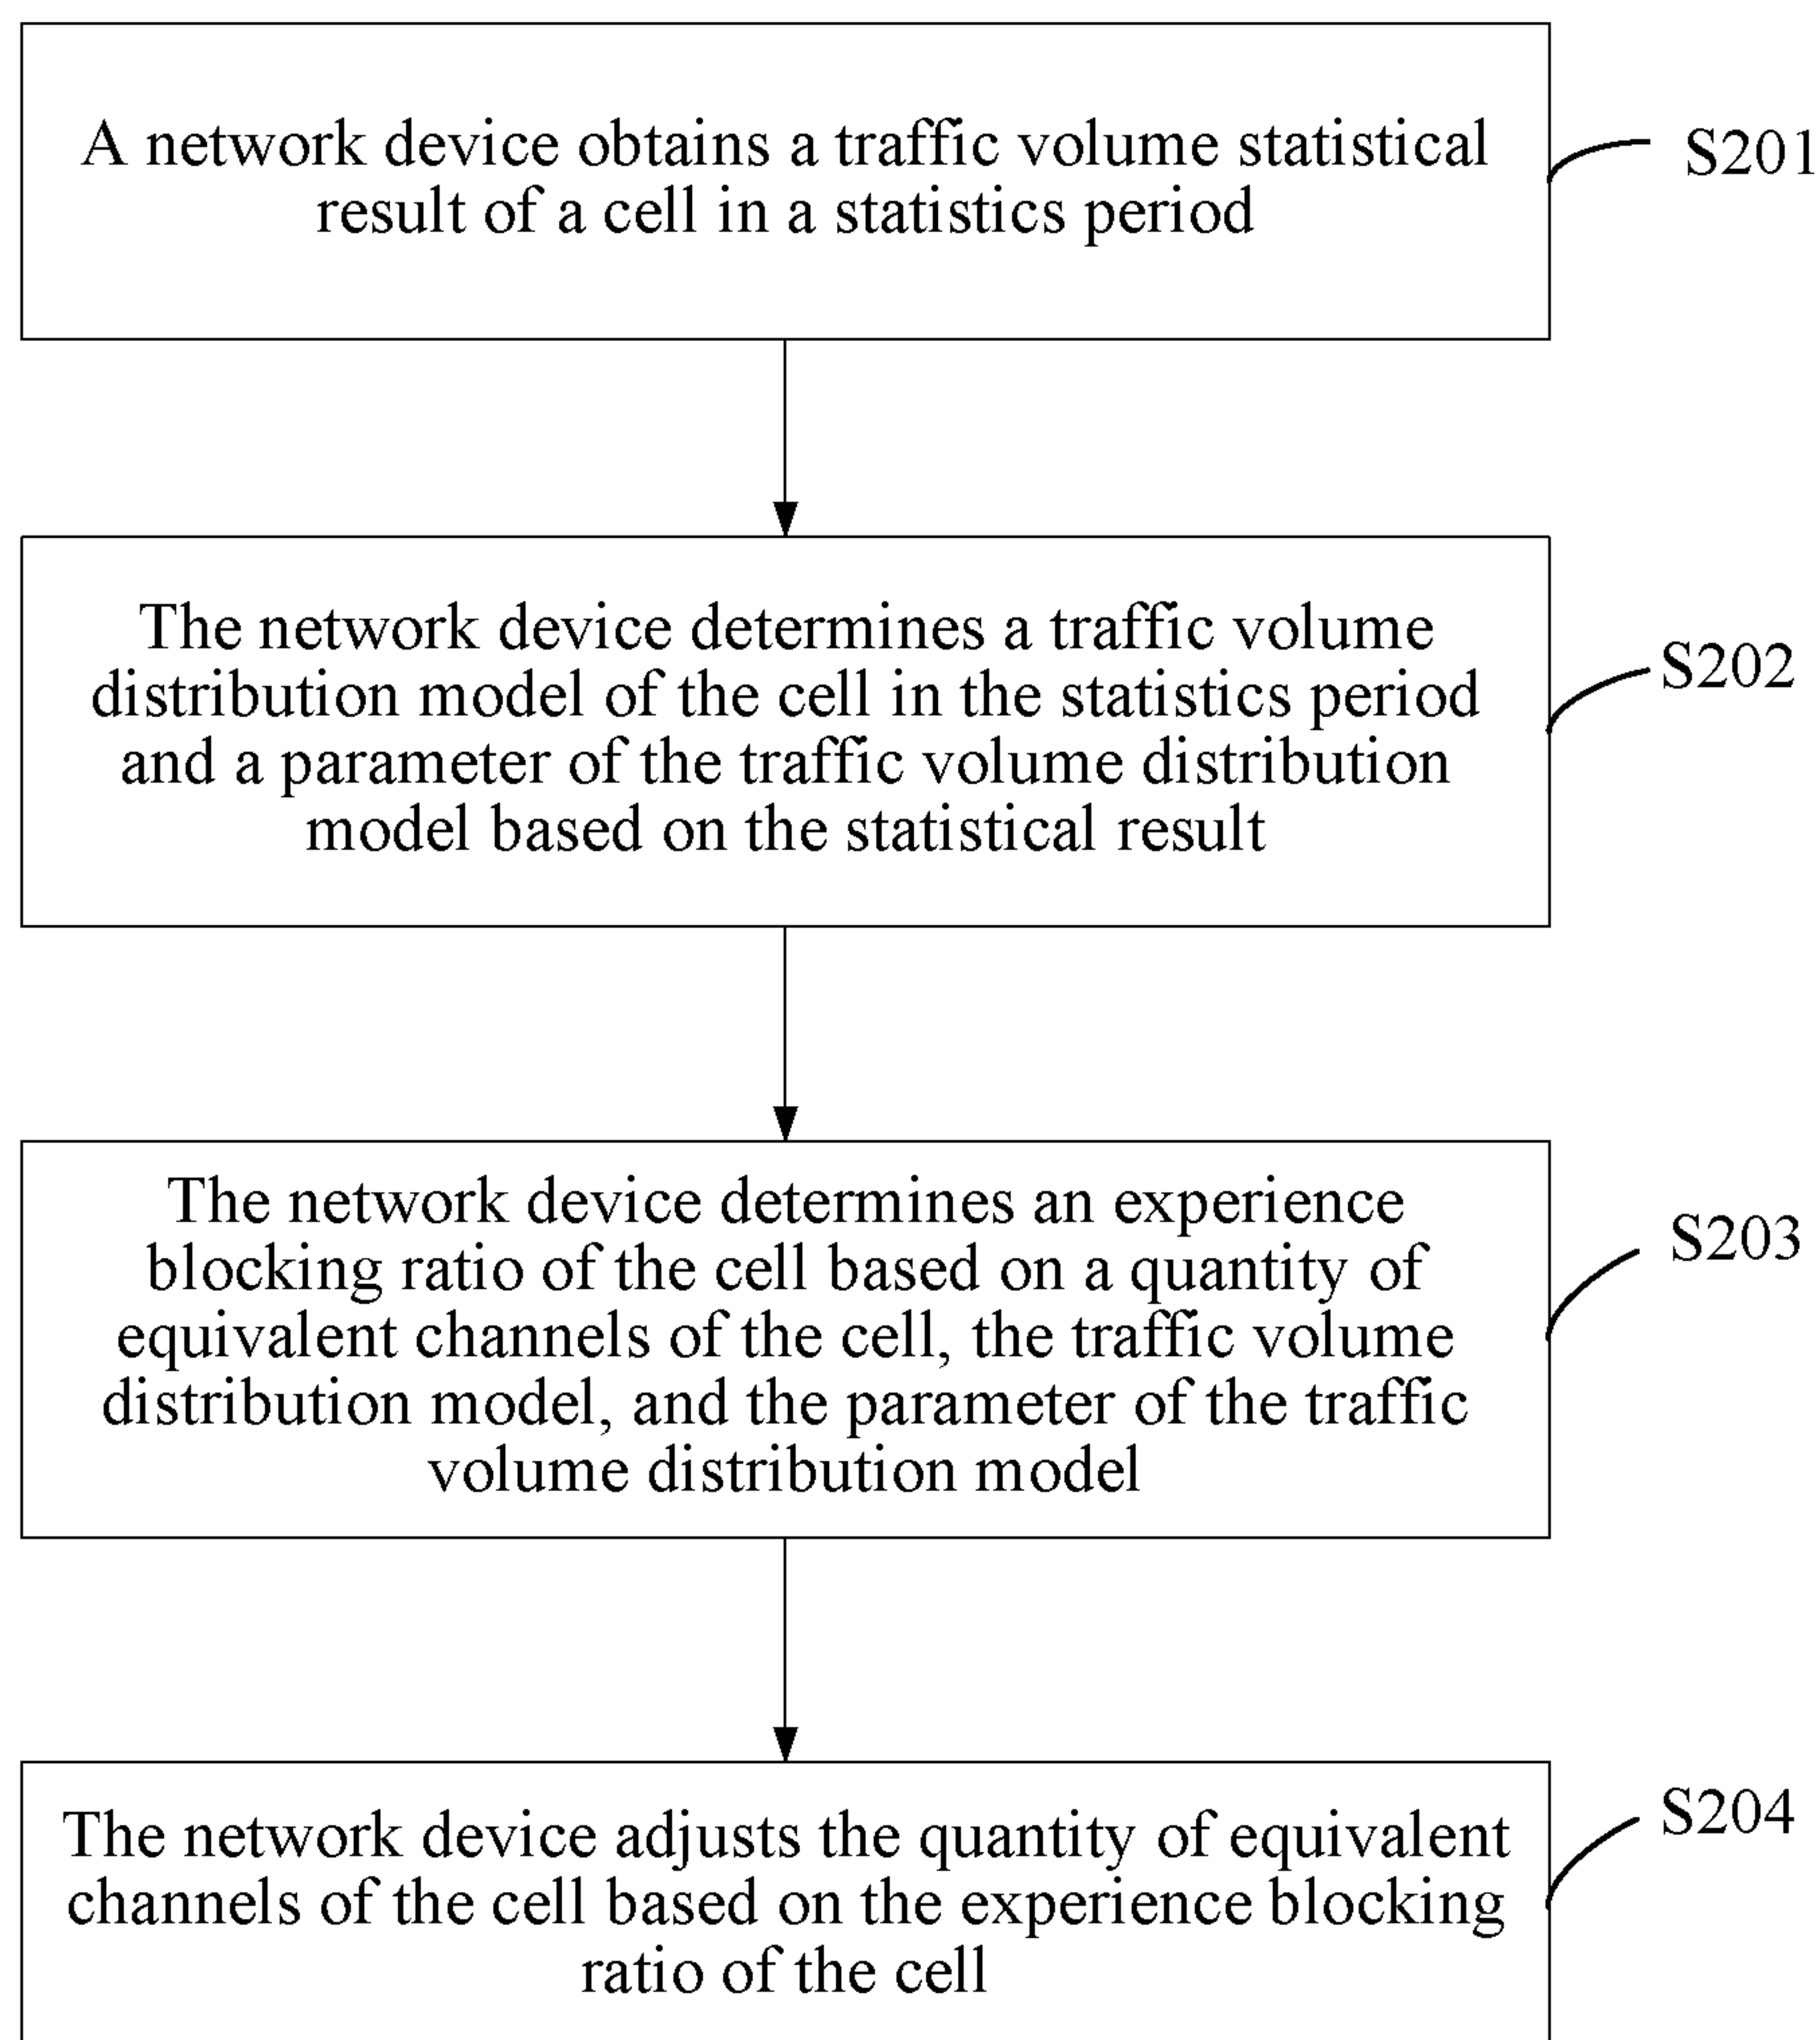 A network device obtains a traffic volume statistical
result of a cell in a statistics period
S201
The network device determines a traffic volume
distribution model of the cell in the statistics period
and a parameter of the traffic volume distribution
model based on the statistical result
S202
The network device determines an experience
blocking ratio of the cell based on a quantity of
equivalent channels of the cell, the traffic volume
distribution model, and the parameter of the traffic
volume distribution model
S203
The network device adjusts the quantity of equivalent
channels of the cell based on the experience blocking
ratio of the cell
S204